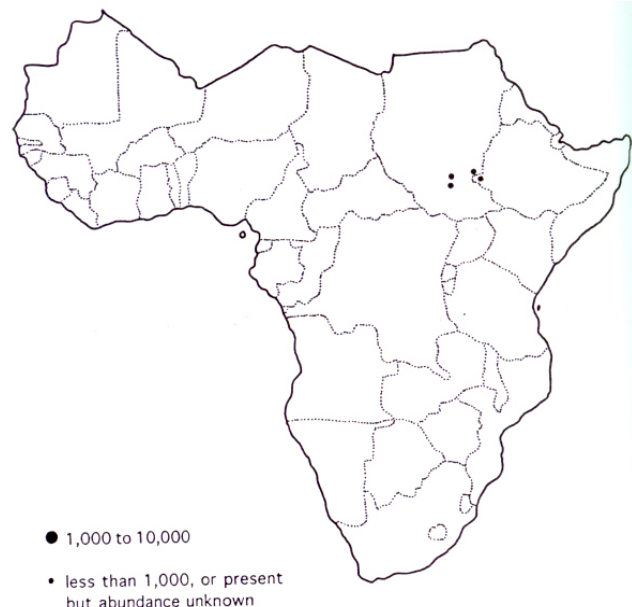 1,000 to 10,000
less than 1,000, or present
but abundance unknown